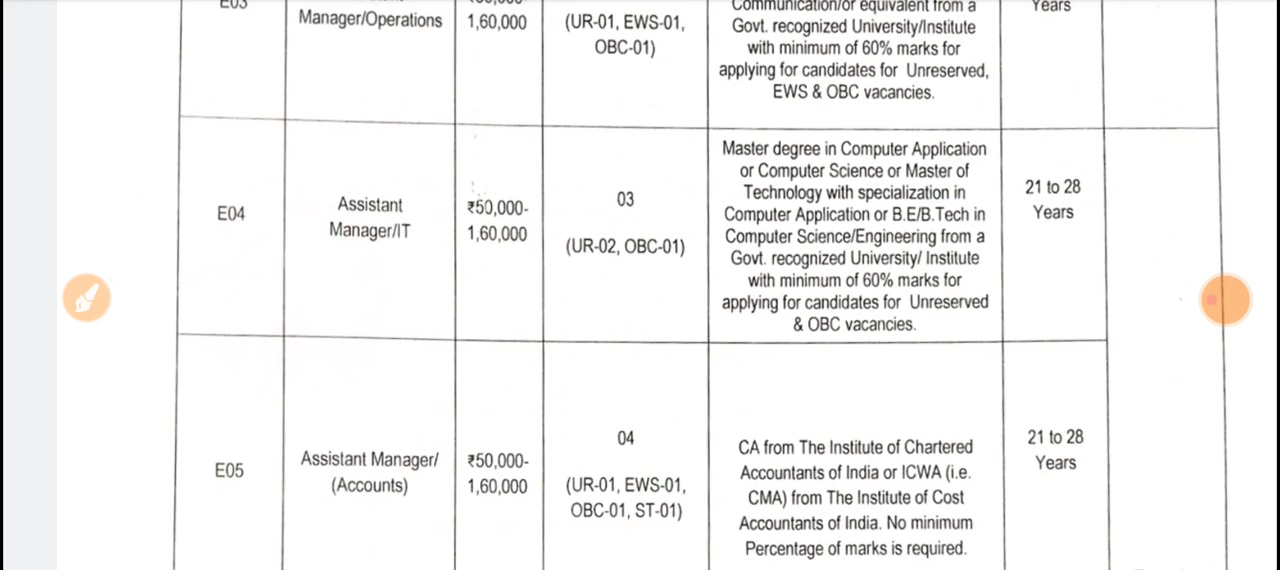 E03
Manager/Operations
1,60,000
(UR-01, EWS-01,
OBC-01)
Communication/or equivalent from a
Govt. recognized University/Institute
with minimum of 60% marks for
applying for candidates for Unreserved,
EWS & OBC vacancies.
Years
E04
Assistant
Manager/IT
₹50,000-
1,60,000
03
(UR-02, OBC-01)
Master degree in Computer Application
or Computer Science or Master of
Technology with specialization in
Computer Application or B.E/B.Tech in
Computer Science/Engineering from a
Govt. recognized University/ Institute
with minimum of 60% marks for
applying for candidates for Unreserved
& OBC vacancies.
21 to 28
Years
E05
Assistant Manager/
(Accounts)
₹50,000-
1,60,000
04
(UR-01, EWS-01,
OBC-01, ST-01)
CA from The Institute of Chartered
Accountants of India or ICWA (i.e.
CMA) from The Institute of Cost
Accountants of India. No minimum
Percentage of marks is required.
21 to 28
Years